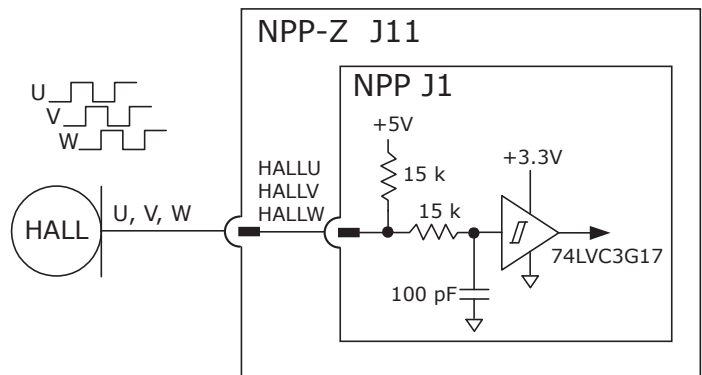 NPP-Z J11
NPP J1
U
V
W
+5V
+3.3V
HALLU
HALLV
HALLW
15 k
15 k
HALL
U, V, W
74LVC3G17
100 pF